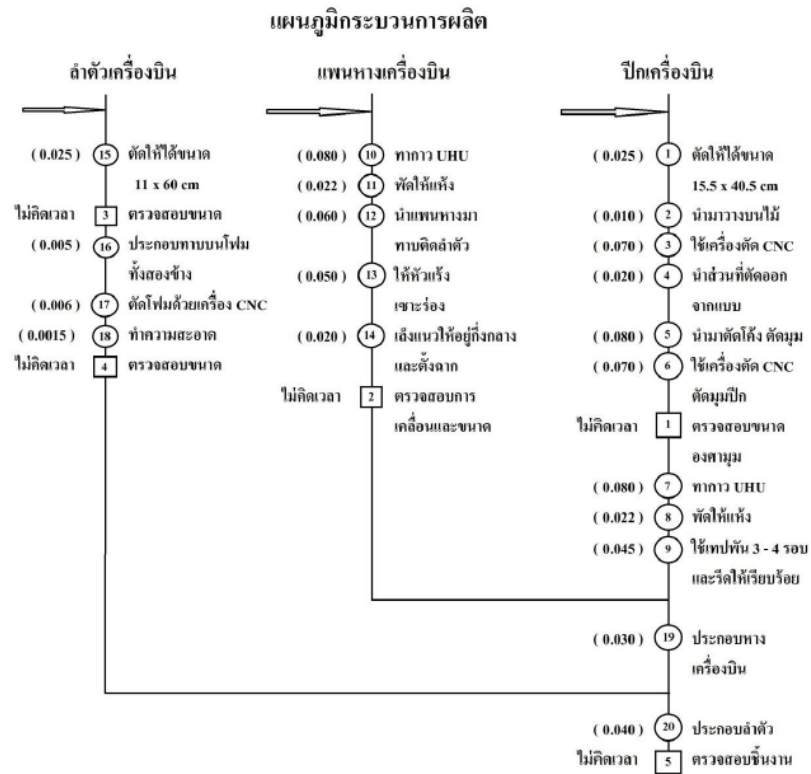 แผนภูมิกระบวนการผลิต
ลำตัวเครื่องบิน
( 0.025 ) 15 ตัดให้ได้ขนาด
11 x 60 cm
ไม่คิดเวลา 3 ตรวจสอบขนาด
( 0.005 ) 16 ประกอบทาบบนโฟม
ทั้งสองข้าง
( 0.006 ) 17 ตัดโฟมด้วยเครื่อง CNC
( 0.0015 ) 18 ทำความสะอาด
ไม่คิดเวลา 4 ตรวจสอบขนาด
แพนหางเครื่องบิน
( 0.080 ) 10 ทากาว UHU
( 0.022 ) 11 พัดให้แห้ง
( 0.060 ) 12 นำแพนหางมา
ทาบติดลำตัว
( 0.050 ) 13 ให้หัวแร้ง
เซาะร่อง
( 0.020 ) 14 เล็งแนวให้อยู่กึ่งกลาง
และตั้งฉาก
ไม่คิดเวลา 2 ตรวจสอบการ
เคลื่อนและขนาด
ปีกเครื่องบิน
( 0.025 ) 1 ตัดให้ได้ขนาด
15.5 x 40.5 cm
( 0.010 ) 2 นำมาวางบนไม้
( 0.070 ) 3 ใช้เครื่องตัด CNC
( 0.020 ) 4 นำส่วนที่ตัดออก
จากแบบ
( 0.080 ) 5 นำมาตัดโค้ง ตัดมุม
( 0.070 ) 6 ใช้เครื่องตัด CNC
ตัดมุมปีก
ไม่คิดเวลา 1 ตรวจสอบขนาด
องศามุม
( 0.080 ) 7 ทากาว UHU
( 0.022 ) 8 พัดให้แห้ง
( 0.045 ) 9 ใช้เทปพัน 3 - 4 รอบ
และรีดให้เรียบร้อย
( 0.030 ) 19 ประกอบหาง
เครื่องบิน
( 0.040 ) 20 ประกอบลำตัว
ไม่คิดเวลา 5 ตรวจสอบชิ้นงาน